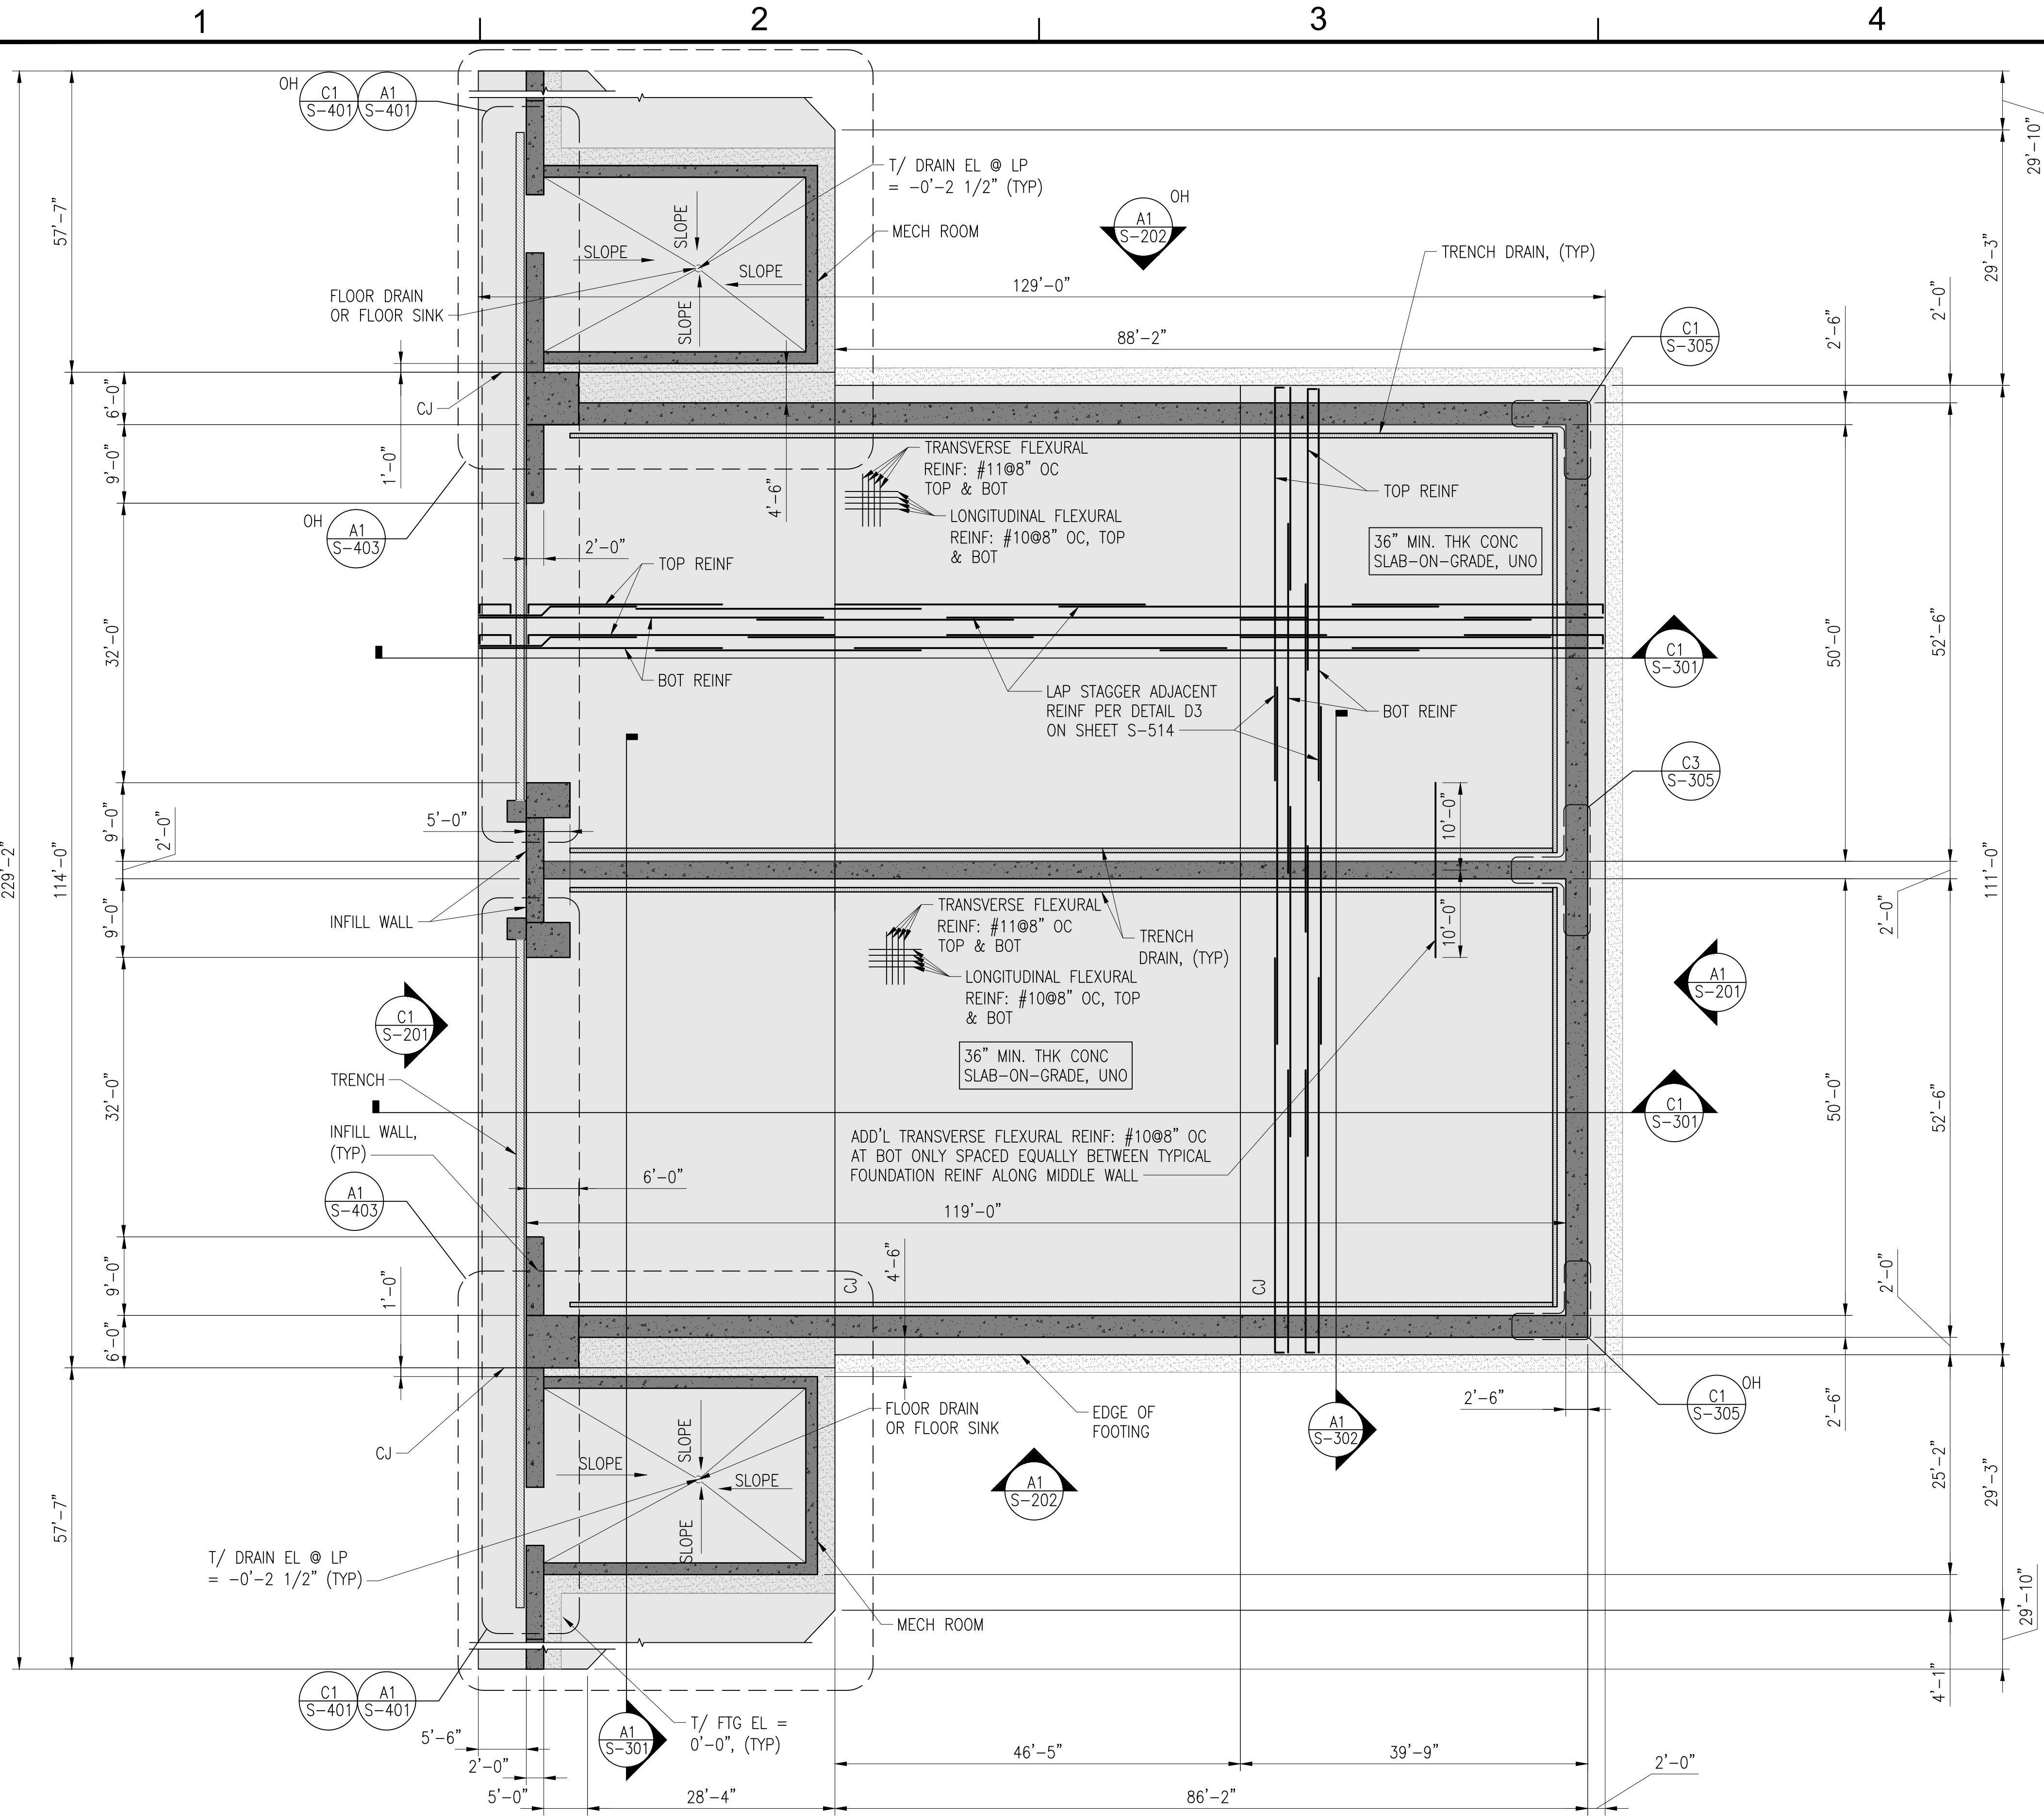 1
2
3
4
OH
C1
S-401
A1
S-401
T/ DRAIN EL @ LP
= -0'-2 1/2" (TYP)
OH
A1
S-202
MECH ROOM
TRENCH DRAIN, (TYP)
SLOPE
SLOPE
SLOPE
SLOPE
FLOOR DRAIN
OR FLOOR SINK
129'-0"
88'-2"
C1
S-305
29'-10"
29'-3"
2'-0"
2'-6"
57'-7"
229'-2"
114'-0"
6'-0"
9'-0"
1'-0"
CJ
4'-6"
TRANSVERSE FLEXURAL
REINF: #11@8" OC
TOP & BOT
LONGITUDINAL FLEXURAL
REINF: #10@8" OC, TOP
& BOT
TOP REINF
36" MIN. THK CONC
SLAB-ON-GRADE, UNO
OH
A1
S-403
2'-0"
TOP REINF
32'-0"
50'-0"
52'-6"
C1
S-301
BOT REINF
LAP STAGGER ADJACENT
REINF PER DETAIL D3
ON SHEET S-514
BOT REINF
C3
S-305
9'-0"
2'-0"
5'-0"
10'-0"
111'-0"
9'-0"
INFILL WALL
TRANSVERSE FLEXURAL
REINF: #11@8" OC
TOP & BOT
TRENCH
DRAIN, (TYP)
10'-0"
2'-0"
LONGITUDINAL FLEXURAL
REINF: #10@8" OC, TOP
& BOT
A1
S-201
C1
S-201
36" MIN. THK CONC
SLAB-ON-GRADE, UNO
TRENCH
32'-0"
50'-0"
52'-6"
C1
S-301
INFILL WALL,
(TYP)
ADD'L TRANSVERSE FLEXURAL REINF: #10@8" OC
AT BOT ONLY SPACED EQUALLY BETWEEN TYPICAL
FOUNDATION REINF ALONG MIDDLE WALL
A1
S-403
6'-0"
119'-0"
9'-0"
1'-0"
4'-6"
CJ
CJ
2'-0"
6'-0"
2'-6"
2'-6"
C1
S-305
OH
FLOOR DRAIN
OR FLOOR SINK
EDGE OF
FOOTING
A1
S-302
CJ
SLOPE
SLOPE
SLOPE
SLOPE
A1
S-202
25'-2"
29'-3"
57'-7"
T/ DRAIN EL @ LP
= -0'-2 1/2" (TYP)
MECH ROOM
29'-10"
4'-1"
C1
S-401
A1
S-401
T/ FTG EL =
0'-0", (TYP)
A1
S-301
5'-6"
2'-0"
5'-0"
28'-4"
46'-5"
39'-9"
86'-2"
2'-0"